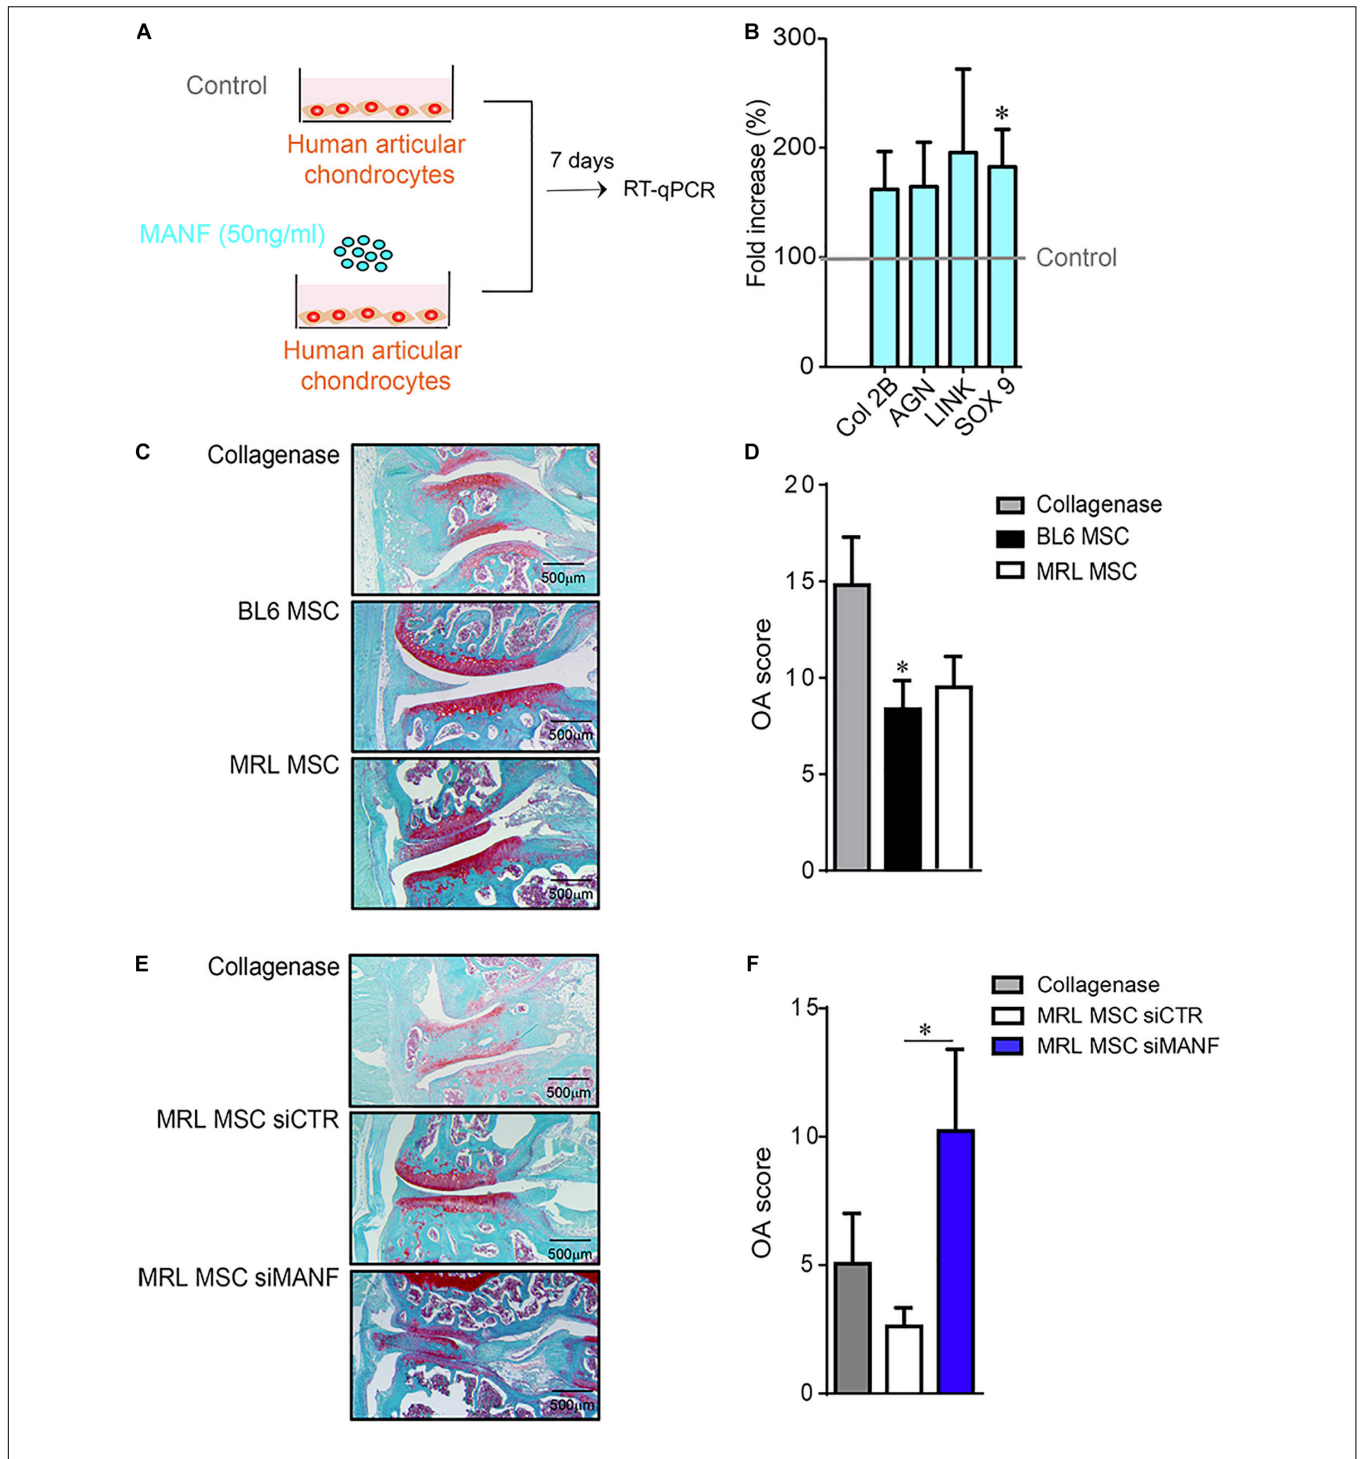 A
Control
Human articular
chondrocytes
MANF (50ng/ml)
Human articular
chondrocytes
7 days
RT-qPCR
B
Fold increase (%)
300
200
100
0
*
Control
Col 2B
AGN
LINK
SOX 9
C
Collagenase
500μm
BL6 MSC
500μm
MRL MSC
500μm
D
OA score
20
15
10
5
0
*
Collagenase
BL6 MSC
MRL MSC
E
Collagenase
500μm
MRL MSC siCTR
500μm
MRL MSC siMANF
500μm
F
OA score
15
10
5
0
*
Collagenase
MRL MSC siCTR
MRL MSC siMANF